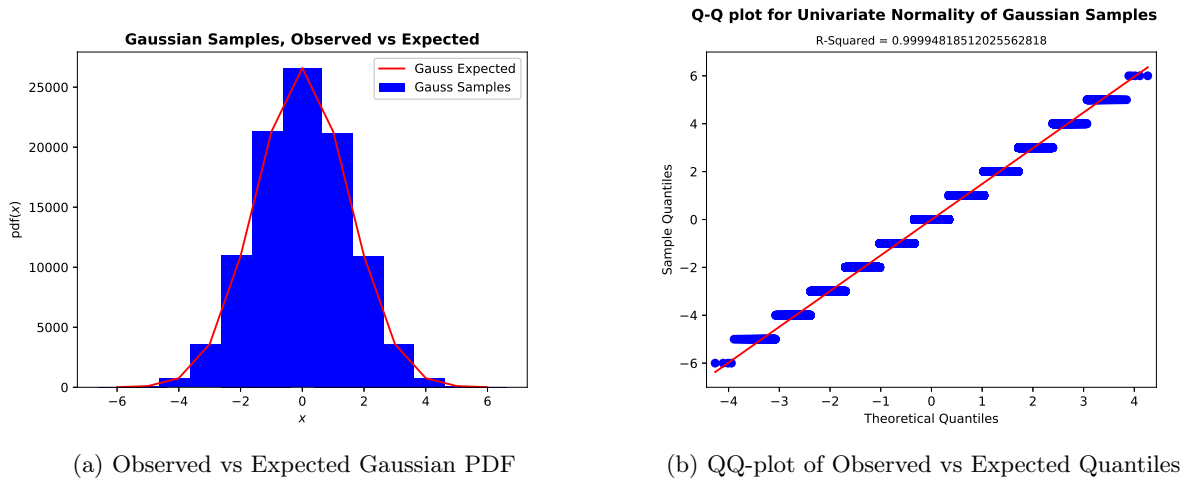 Gaussian Samples, Observed vs Expected
Gauss Expected
Gauss Samples
pdf(x)
25000
20000
15000
10000
5000
0
−6 −4 −2 0 2 4 6
x
(a) Observed vs Expected Gaussian PDF
Q-Q plot for Univariate Normality of Gaussian Samples
R-Squared = 0.99994818512025562818
Sample Quantiles
6
4
2
0
−2
−4
−6
−4 −3 −2 −1 0 1 2 3 4
Theoretical Quantiles
(b) QQ-plot of Observed vs Expected Quantiles